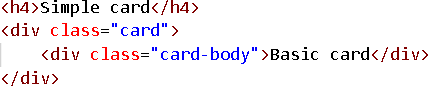 <h4>Simple card</h4>
<div class="card">
    <div class="card-body">Basic card</div>
</div>